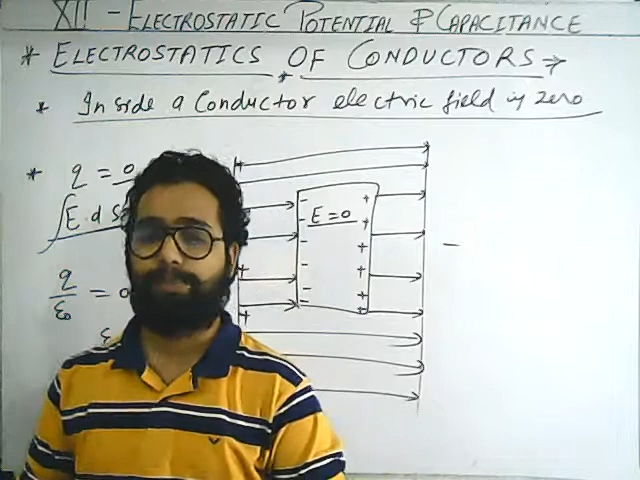 XII - ELECTROSTATIC POTENTIAL & CAPACITANCE
* ELECTROSTATICS OF CONDUCTORS →
* Inside a Conductor electric field is zero
* q = 0
∫E.ds
E = 0
q/ε₀ = 0